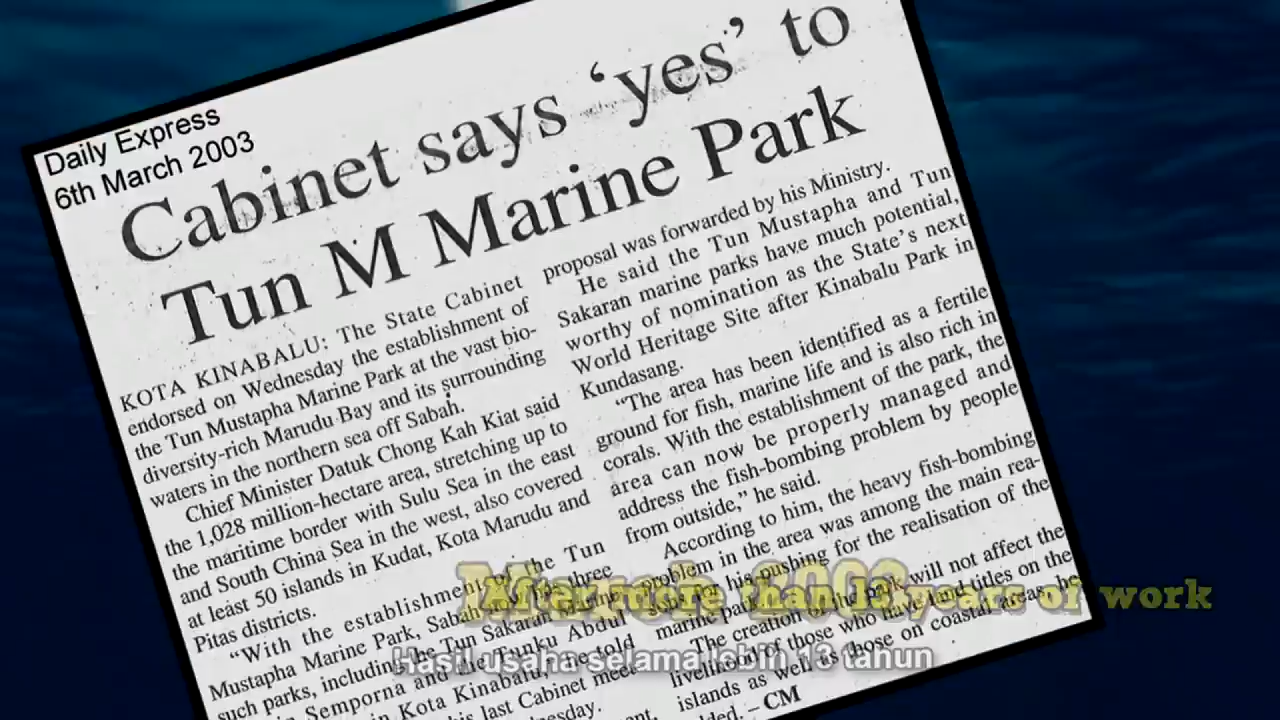 Daily Express
6th March 2003
Cabinet says ‘yes’ to
Tun M Marine Park
KOTA KINABALU: The State Cabinet
endorsed on Wednesday the establishment of
the Tun Mustapha Marine Park at the vast bio-
diversity-rich Marudu Bay and its surrounding
waters in the northern sea off Sabah.
Chief Minister Datuk Chong Kah Kiat said
the 1,028 million-hectare area, stretching up to
the maritime border with Sulu Sea in the east
and South China Sea in the west, also covered
at least 50 islands in Kudat, Kota Marudu and
Pitas districts.
“With the establishment of the Tun
Mustapha Marine Park, Sabah three
such parks, including the Tun Sakaran
Semporna and the Tunku Abdul
in Kota Kinabalu,” he told
his last Cabinet meet-
proposal was forwarded by his Ministry.
He said the Tun Mustapha and Tun
Sakaran marine parks have much potential,
worthy of nomination as the State’s next
World Heritage Site after Kinabalu Park in
Kundasang.
“The area has been identified as a fertile
ground for fish, marine life and is also rich in
corals. With the establishment of the park, the
area can now be properly managed and
address the fish-bombing problem by people
from outside,” he said.
According to him, the heavy fish-bombing
problem in the area was among the main rea-
sons for his pushing for the realisation of the
marine park.
The creation of the park will not affect the
livelihood of those who have land titles on the
islands as well as those on coastal areas, he
– CM
March 2003
After more than 13 years of work
Hasil usaha selama lebih 13 tahun